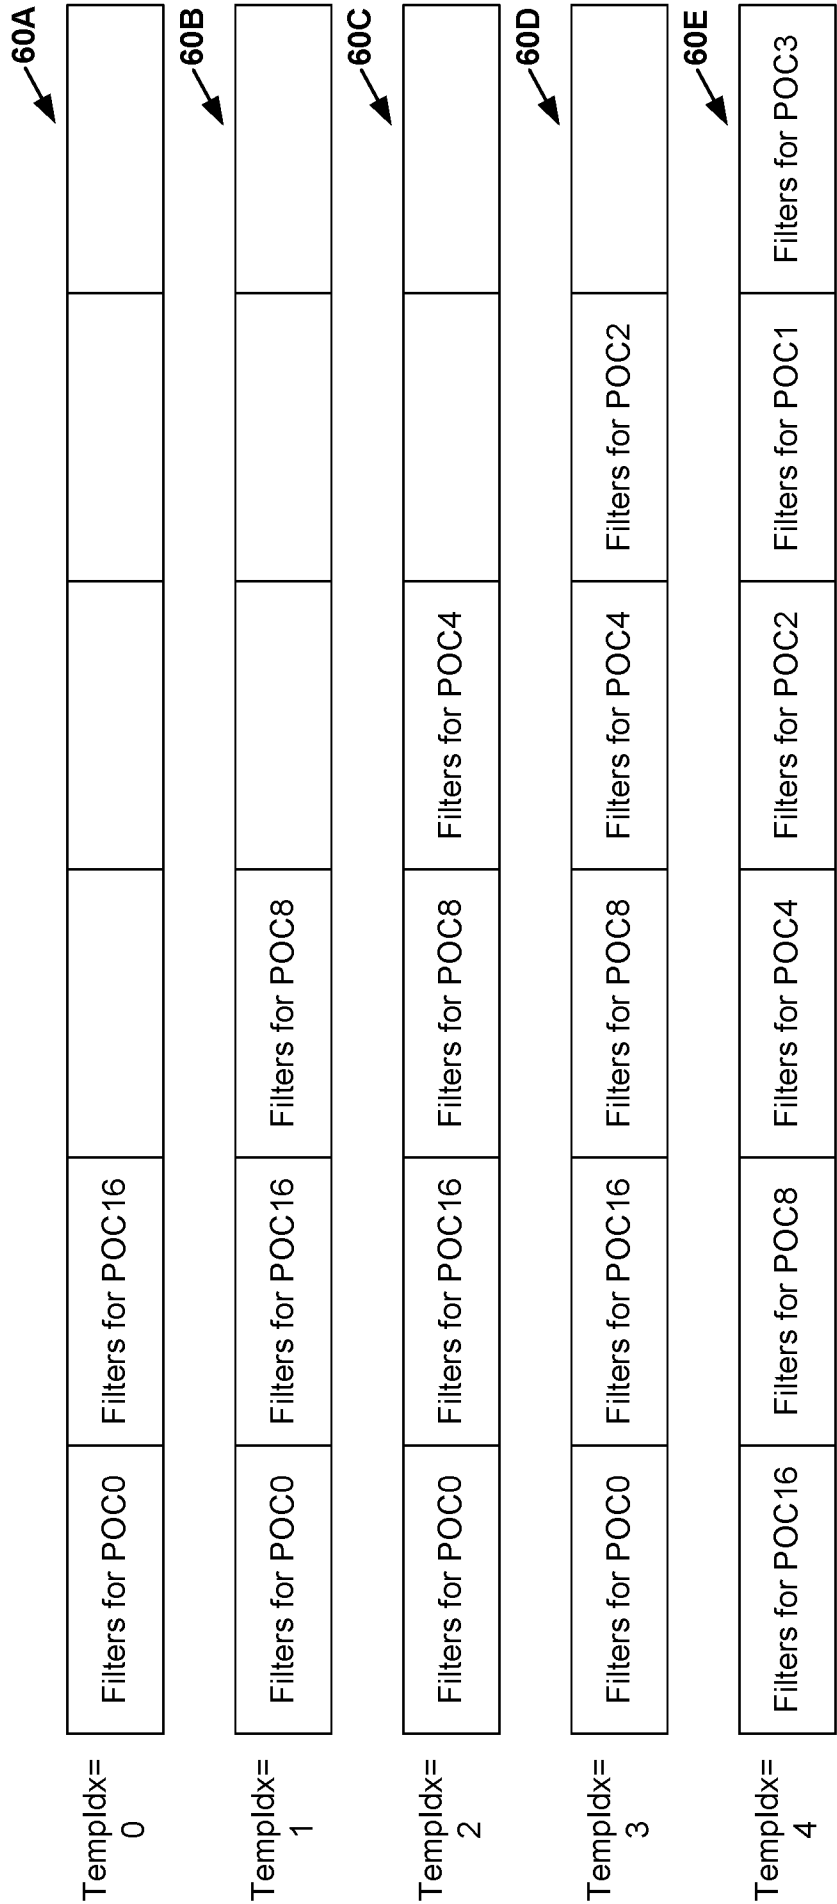 60A
TempIdx=
0
Filters for POC0
Filters for POC16
60B
TempIdx=
1
Filters for POC0
Filters for POC16
Filters for POC8
60C
TempIdx=
2
Filters for POC0
Filters for POC16
Filters for POC8
Filters for POC4
60D
TempIdx=
3
Filters for POC0
Filters for POC16
Filters for POC8
Filters for POC4
Filters for POC2
60E
TempIdx=
4
Filters for POC16
Filters for POC8
Filters for POC4
Filters for POC2
Filters for POC1
Filters for POC3